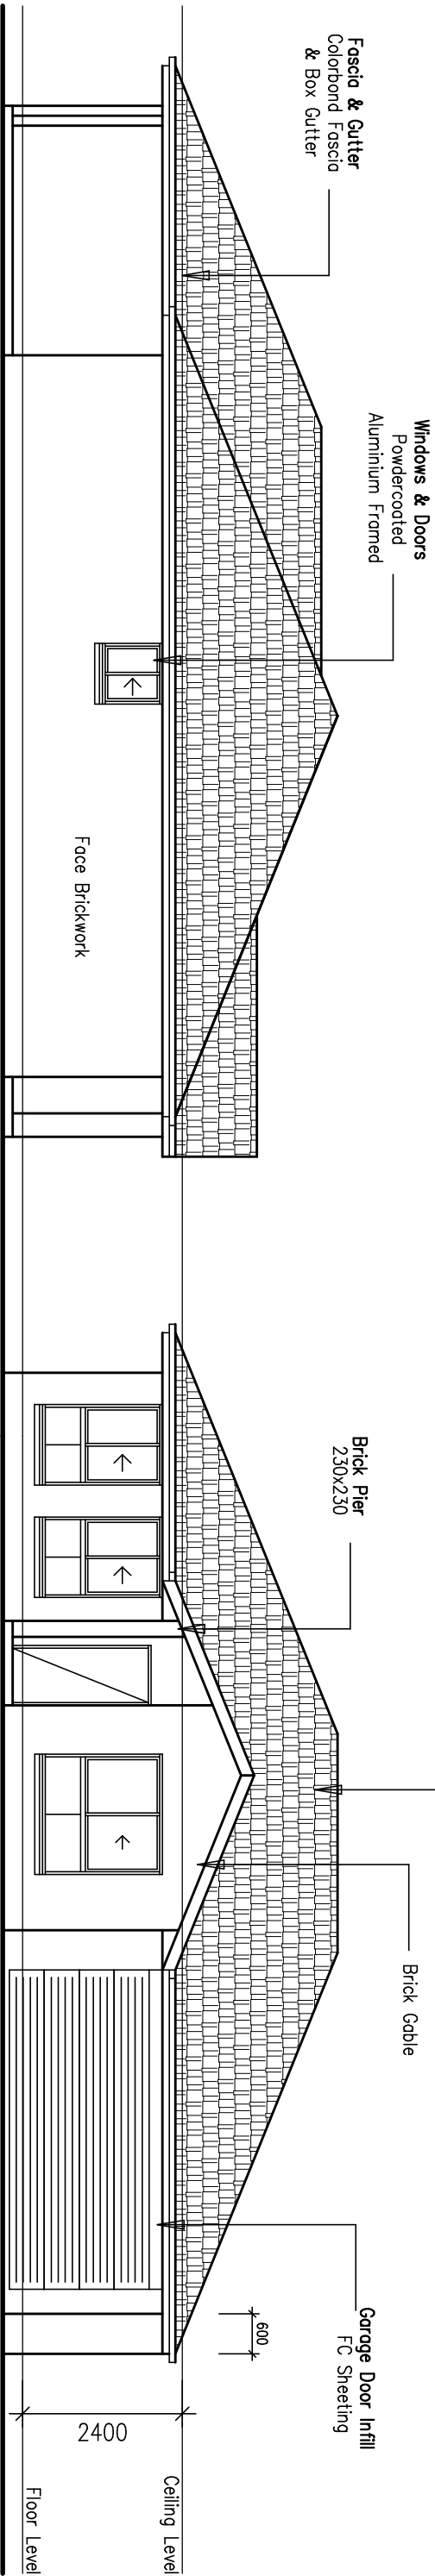 Fascia & Gutter
Colorbond Fascia
& Box Gutter
Windows & Doors
Powdercoated
Aluminium Framed
Face Brickwork
Brick Pier
230x230
Brick Gable
Garage Door Infill
FC Sheeting
600
2400
Ceiling Level
Floor Level